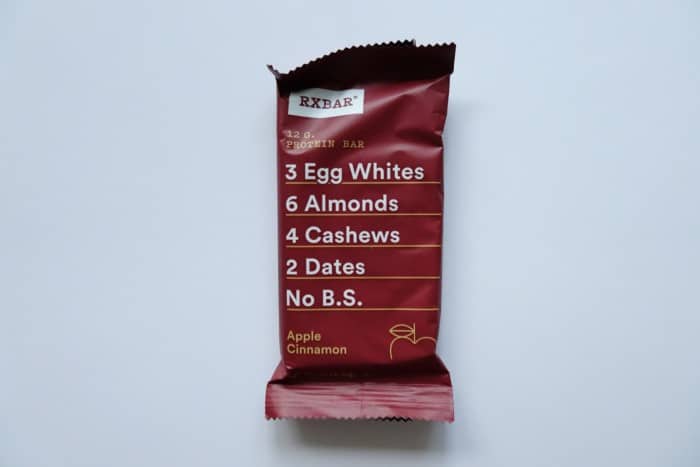 RXBAR®
12 G.
PROTEIN BAR
3 Egg Whites
6 Almonds
4 Cashews
2 Dates
No B.S.
Apple
Cinnamon